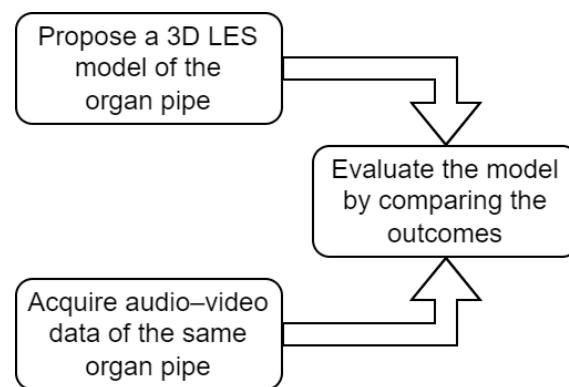 Propose a 3D LES
model of the
organ pipe
Evaluate the model
by comparing the
outcomes
Acquire audio–video
data of the same
organ pipe